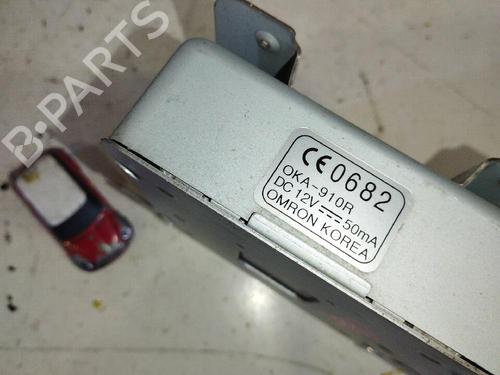 B-PARTS
CE0682
OKA-910R
DC 12V⎓50mA
OMRON KOREA